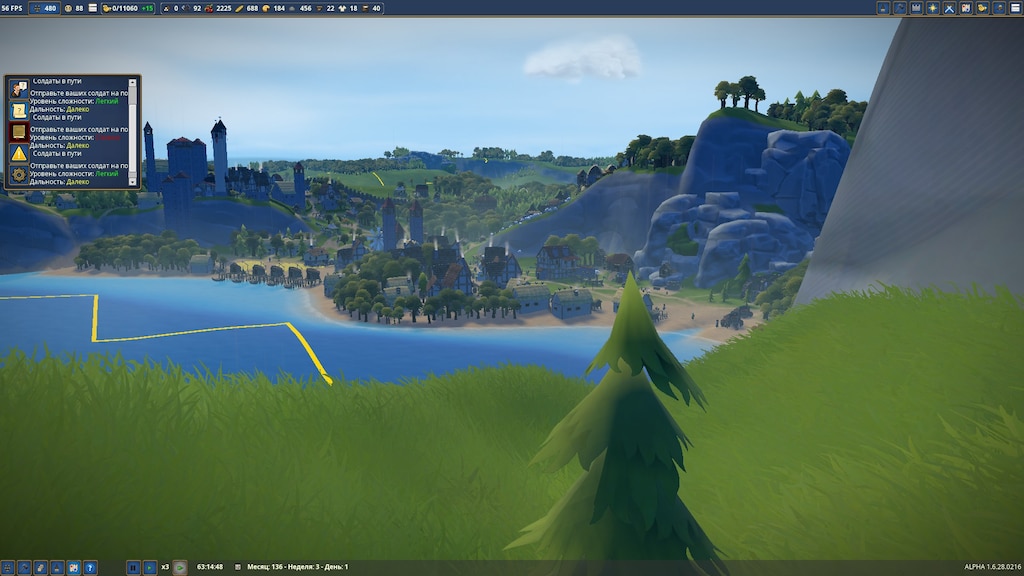 56 FPS 480 88 0/11060 +15 0 92 2225 688 184 456 22 18 40
Солдаты в пути
Отправьте ваших солдат на по
Уровень сложности: Легкий
Дальность: Далеко
Солдаты в пути
Отправьте ваших солдат на по
Уровень сложности:
Дальность: Далеко
Солдаты в пути
Отправьте ваших солдат на по
Уровень сложности: Легкий
Дальность: Далеко
x3 63:14:48 Месяц: 136 - Неделя: 3 - День: 1
ALPHA 1.6.28.0216